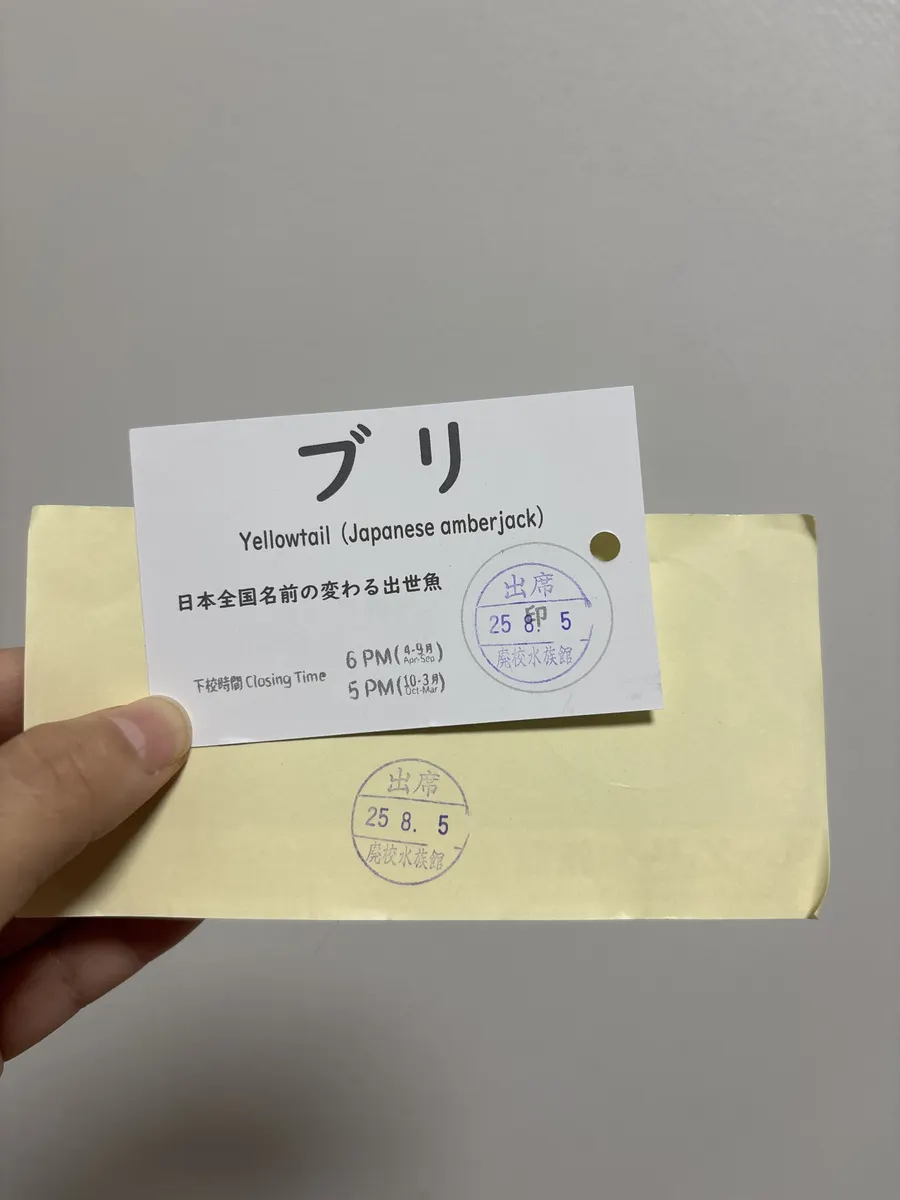 ブリ
Yellowtail (Japanese amberjack)
日本全国名前の変わる出世魚
下校時間 Closing Time
6 PM (4-9月)
Apr-Sep
5 PM (10-3月)
Oct-Mar
印
出席
25 8. 5
廃校水族館
出席
25 8. 5
廃校水族館